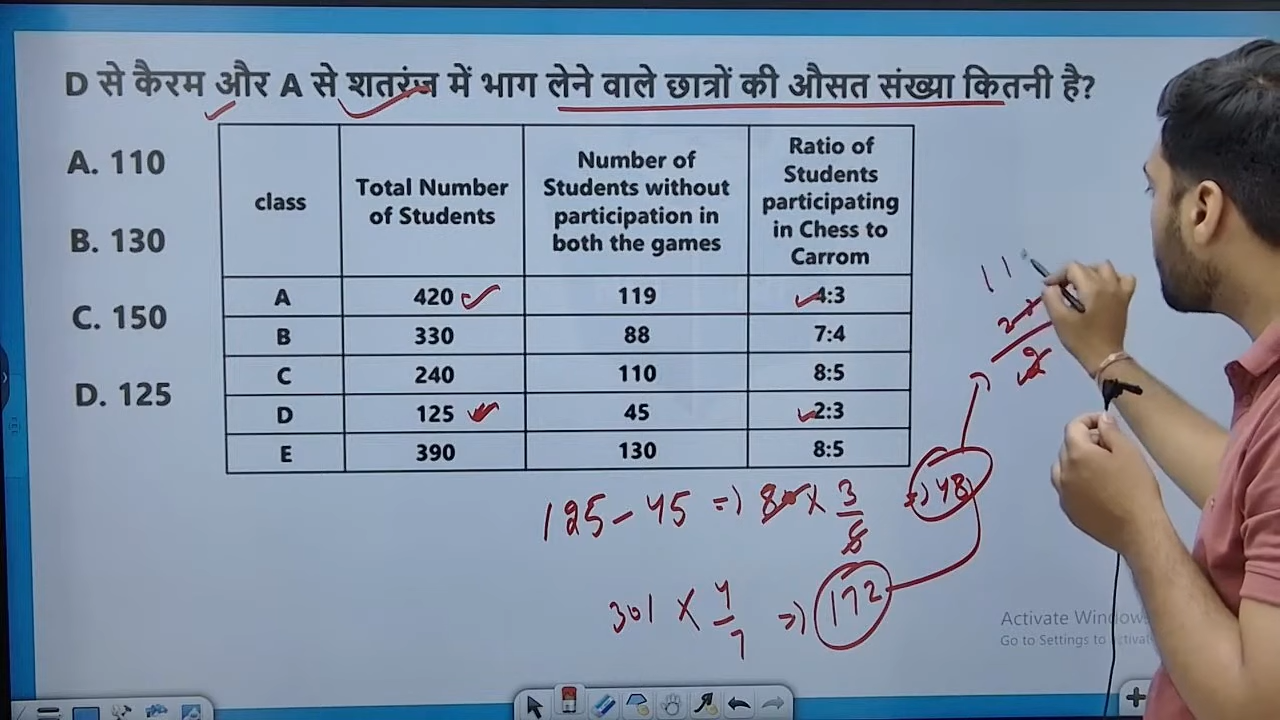 D से कैरम और A से शतरंज में भाग लेने वाले छात्रों की औसत संख्या कितनी है?
A. 110
B. 130
C. 150
D. 125
class Total Number of Students Number of Students without participation in both the games Ratio of Students participating in Chess to Carrom
A 420 119 4:3
B 330 88 7:4
C 240 110 8:5
D 125 45 2:3
E 390 130 8:5
125 - 45 => 80 × 3/5 => 48
301 × 4/7 => 172
11
2
Activate Windows
Go to Settings to activat